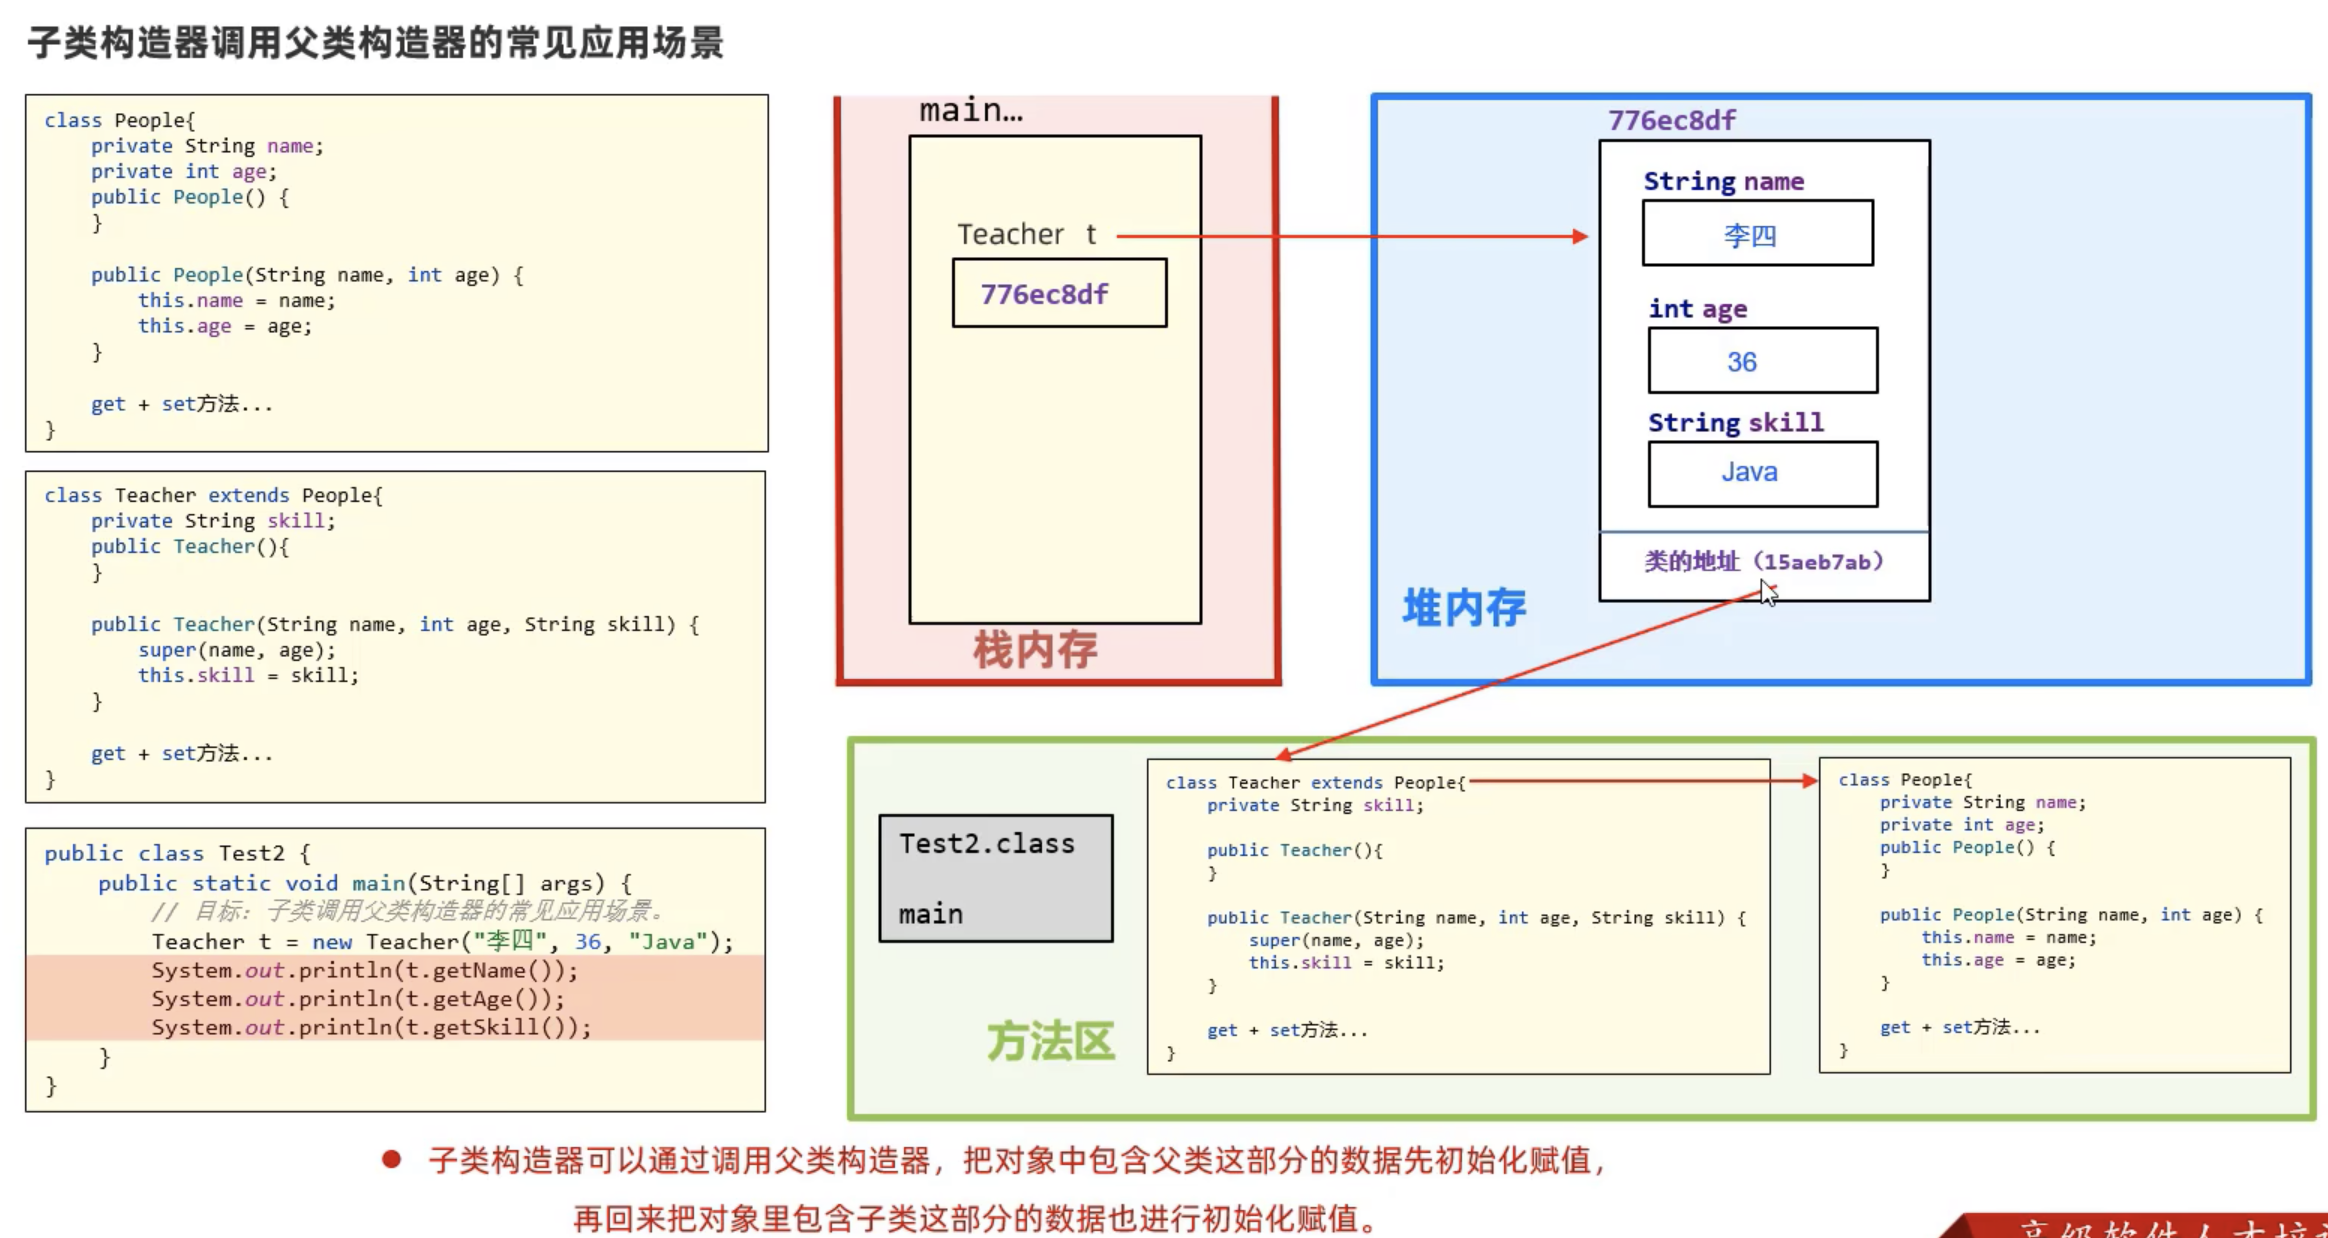 子类构造器调用父类构造器的常见应用场景
class People{
private String name;
private int age;
public People() {
}
public People(String name, int age) {
this.name = name;
this.age = age;
}
get + set方法...
}
class Teacher extends People{
private String skill;
public Teacher(){
}
public Teacher(String name, int age, String skill) {
super(name, age);
this.skill = skill;
}
get + set方法...
}
public class Test2 {
public static void main(String[] args) {
// 目标：子类调用父类构造器的常见应用场景。
Teacher t = new Teacher("李四", 36, "Java");
System.out.println(t.getName());
System.out.println(t.getAge());
System.out.println(t.getSkill());
}
}
main…
Teacher t
776ec8df
栈内存
776ec8df
String name
李四
int age
36
String skill
Java
类的地址（15aeb7ab）
堆内存
Test2.class
main
方法区
class Teacher extends People{
private String skill;
public Teacher(){
}
public Teacher(String name, int age, String skill) {
super(name, age);
this.skill = skill;
}
get + set方法...
}
class People{
private String name;
private int age;
public People() {
}
public People(String name, int age) {
this.name = name;
this.age = age;
}
get + set方法...
}
● 子类构造器可以通过调用父类构造器，把对象中包含父类这部分的数据先初始化赋值，
再回来把对象里包含子类这部分的数据也进行初始化赋值。
高级软件人才培